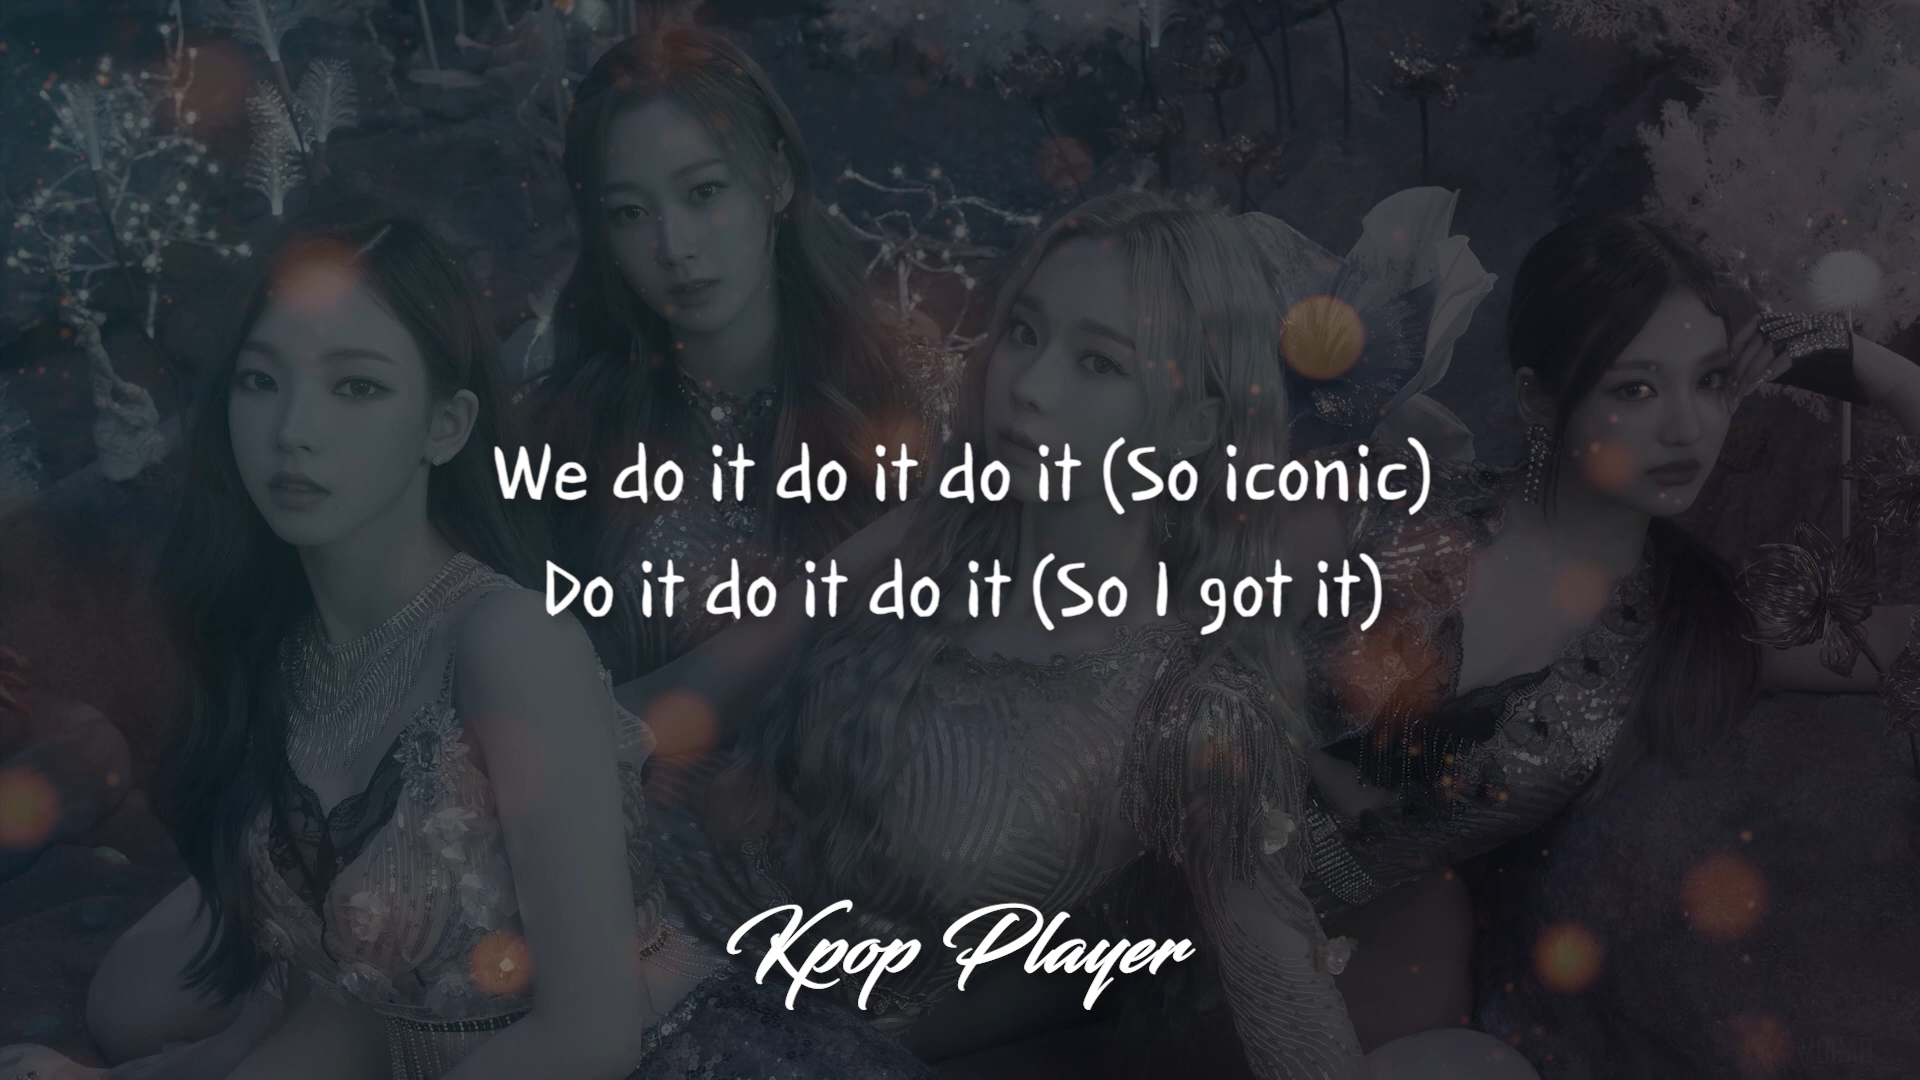 We do it do it do it (So iconic)
Do it do it do it (So I got it)
Kpop Player